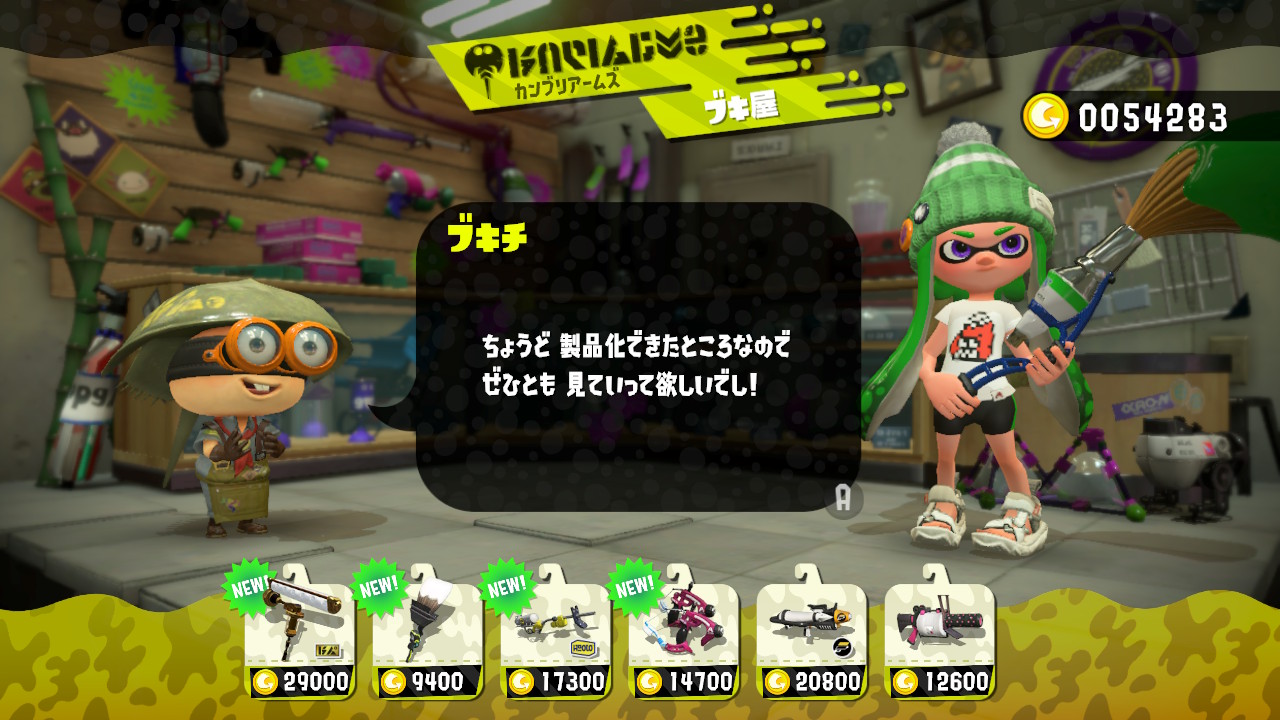 カンブリアームズ
ブキ屋
0054283
ブキチ
ちょうど 製品化できたところなので
ぜひとも 見ていって欲しいでし!
A
NEW!
NEW!
NEW!
NEW!
29000
9400
17300
14700
20800
12600